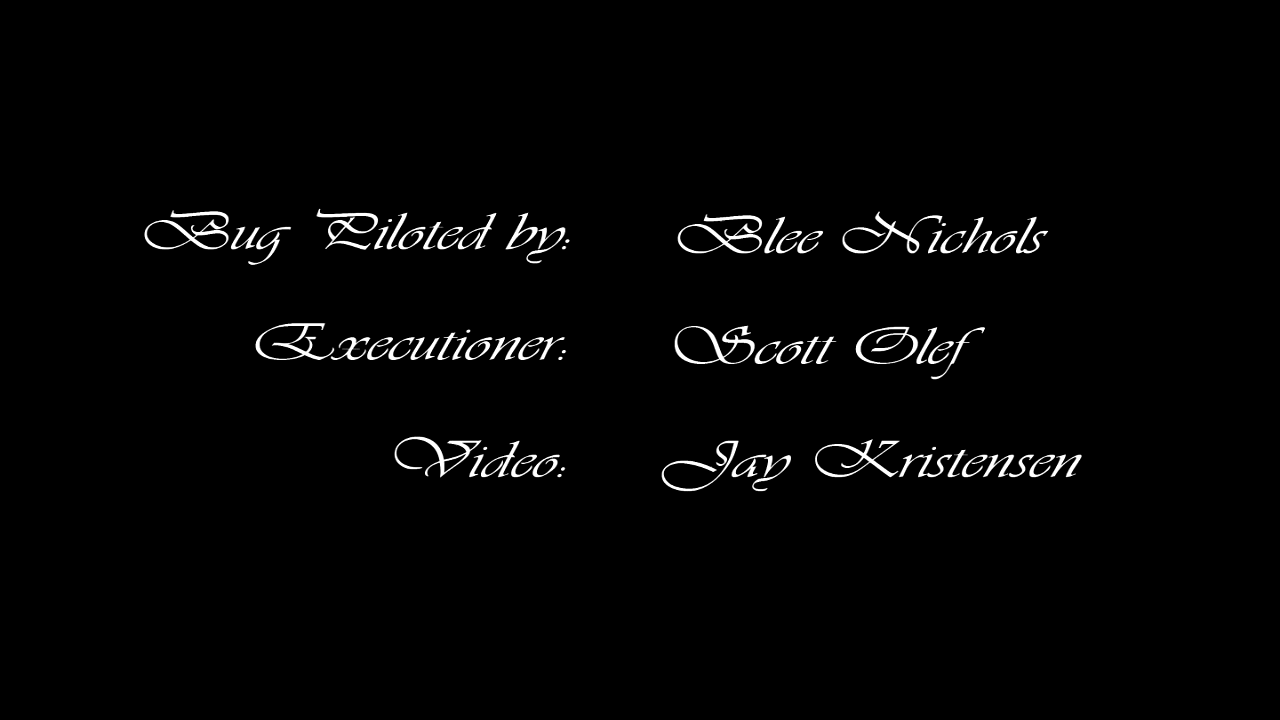 Bug Piloted by: Blee Nichols
Executioner: Scott Olef
Video: Jay Kristensen